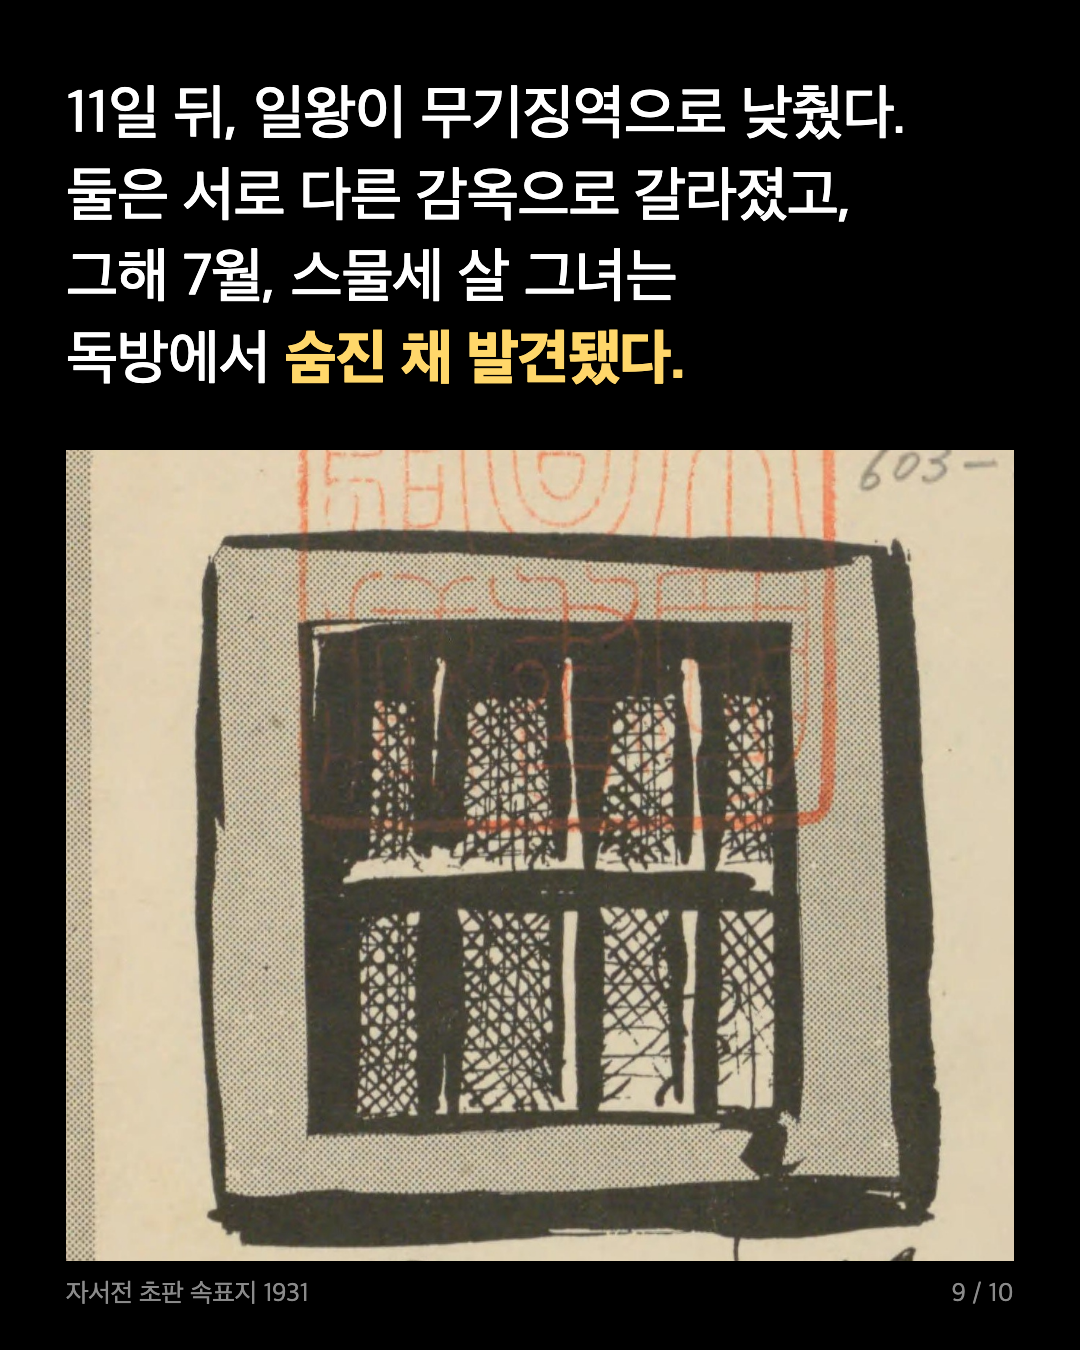 11일 뒤, 일왕이 무기징역으로 낮췄다.
둘은 서로 다른 감옥으로 갈라졌고,
그해 7월, 스물세 살 그녀는
독방에서 숨진 채 발견됐다.
603-
자서전 초판 속표지 1931
9 / 10